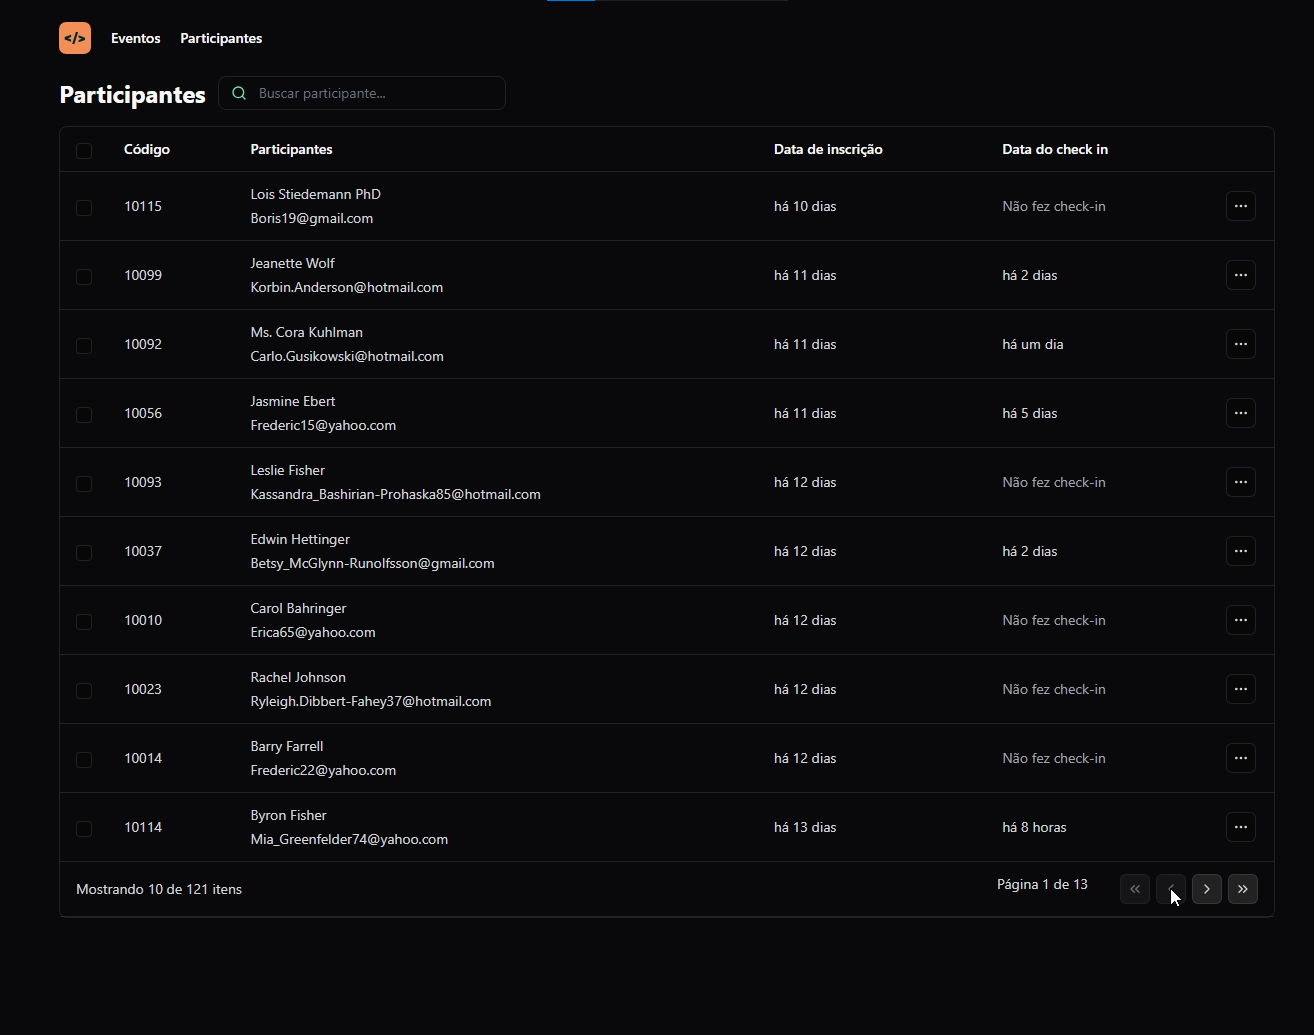 </>
Eventos Participantes
Participantes
Buscar participante...
Código Participantes Data de inscrição Data do check in
10115 Lois Stiedemann PhD há 10 dias Não fez check-in
Boris19@gmail.com
10099 Jeanette Wolf há 11 dias há 2 dias
Korbin.Anderson@hotmail.com
10092 Ms. Cora Kuhlman há 11 dias há um dia
Carlo.Gusikowski@hotmail.com
10056 Jasmine Ebert há 11 dias há 5 dias
Frederic15@yahoo.com
10093 Leslie Fisher há 12 dias Não fez check-in
Kassandra_Bashirian-Prohaska85@hotmail.com
10037 Edwin Hettinger há 12 dias há 2 dias
Betsy_McGlynn-Runolfsson@gmail.com
10010 Carol Bahringer há 12 dias Não fez check-in
Erica65@yahoo.com
10023 Rachel Johnson há 12 dias Não fez check-in
Ryleigh.Dibbert-Fahey37@hotmail.com
10014 Barry Farrell há 12 dias Não fez check-in
Frederic22@yahoo.com
10114 Byron Fisher há 13 dias há 8 horas
Mia_Greenfelder74@yahoo.com
Mostrando 10 de 121 itens Página 1 de 13